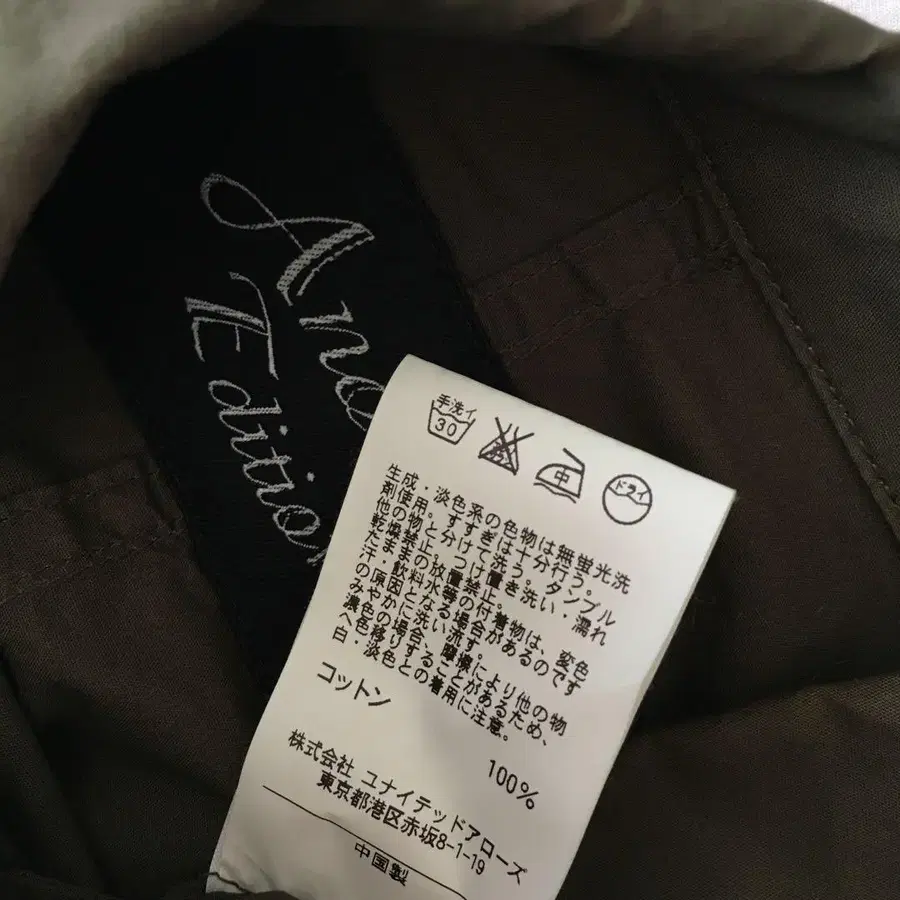 Ano
Edition
手洗イ
30
中
ドライ
生成・淡色系の色物は無蛍光洗
剤使用。すすぎは十分行う。
他の物と分けて洗う。タンブル
乾燥禁止。つけ置き洗い・濡れ
たままの放置禁止。
汗・飲料水等の付着物は、変色
の原因となる場合があるのです
みやかに洗い流す。
濃色の場合、摩擦により他の物
へ色移りすることがあるため、
白・淡色との着用に注意。
コットン
100%
株式会社 ユナイテッドアローズ
東京都港区赤坂8-1-19
中国製